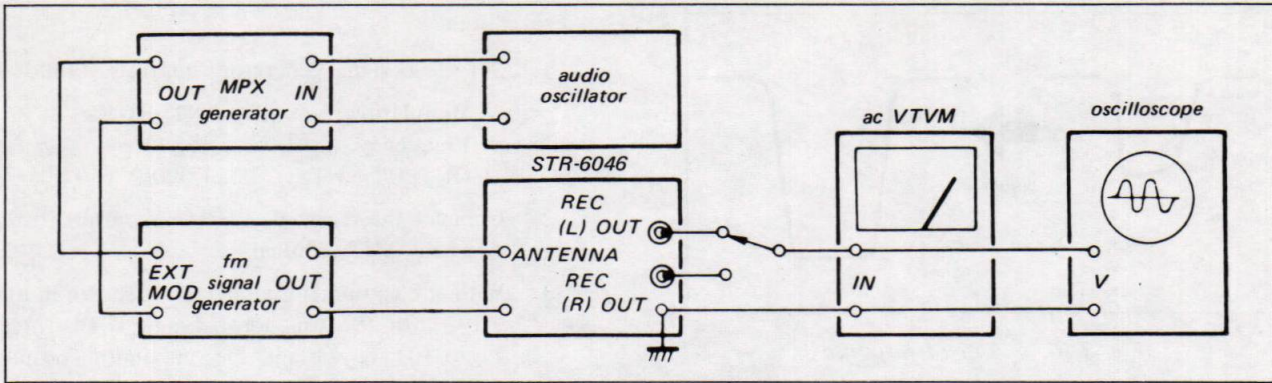 OUT MPX IN
generator
audio
oscillator
EXT
MOD
fm
signal
generator
OUT
STR-6046
REC
(L) OUT
ANTENNA
REC
(R) OUT
ac VTVM
IN
oscilloscope
V